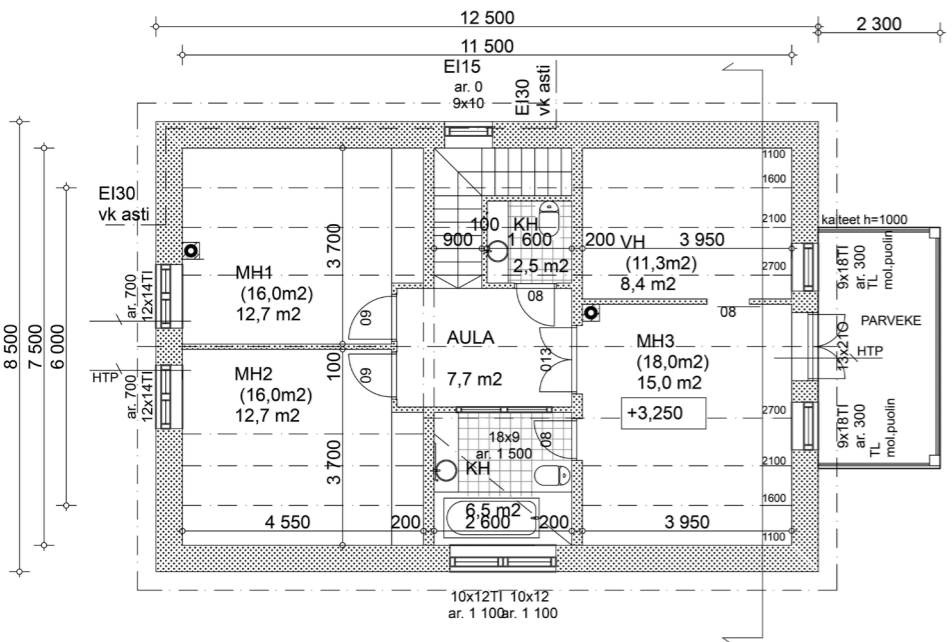 12 500
2 300
11 500
EI15
ar. 0
9x10
EI30
vk asti
EI30
vk asti
8 500
7 500
6 000
3 700
100
3 700
ar. 700
12x14TI
HTP
ar. 700
12x14TI
MH1
(16,0m2)
12,7 m2
MH2
(16,0m2)
12,7 m2
09
09
100
KH
900
1 600
2,5 m2
08
200
VH
3 950
(11,3m2)
8,4 m2
08
AULA
7,7 m2
013
MH3
(18,0m2)
15,0 m2
+3,250
08
18x9
ar. 1 500
KH
6,5 m2
4 550
200
2 600
200
3 950
1100
1600
2100
2700
2700
2100
1600
1100
kaiteet h=1000
9x18TI
ar. 300
TL
mol.puolin
PARVEKE
13x21O
HTP
9x18TI
ar. 300
TL
mol.puolin
10x12TI 10x12
ar. 1 100 ar. 1 100